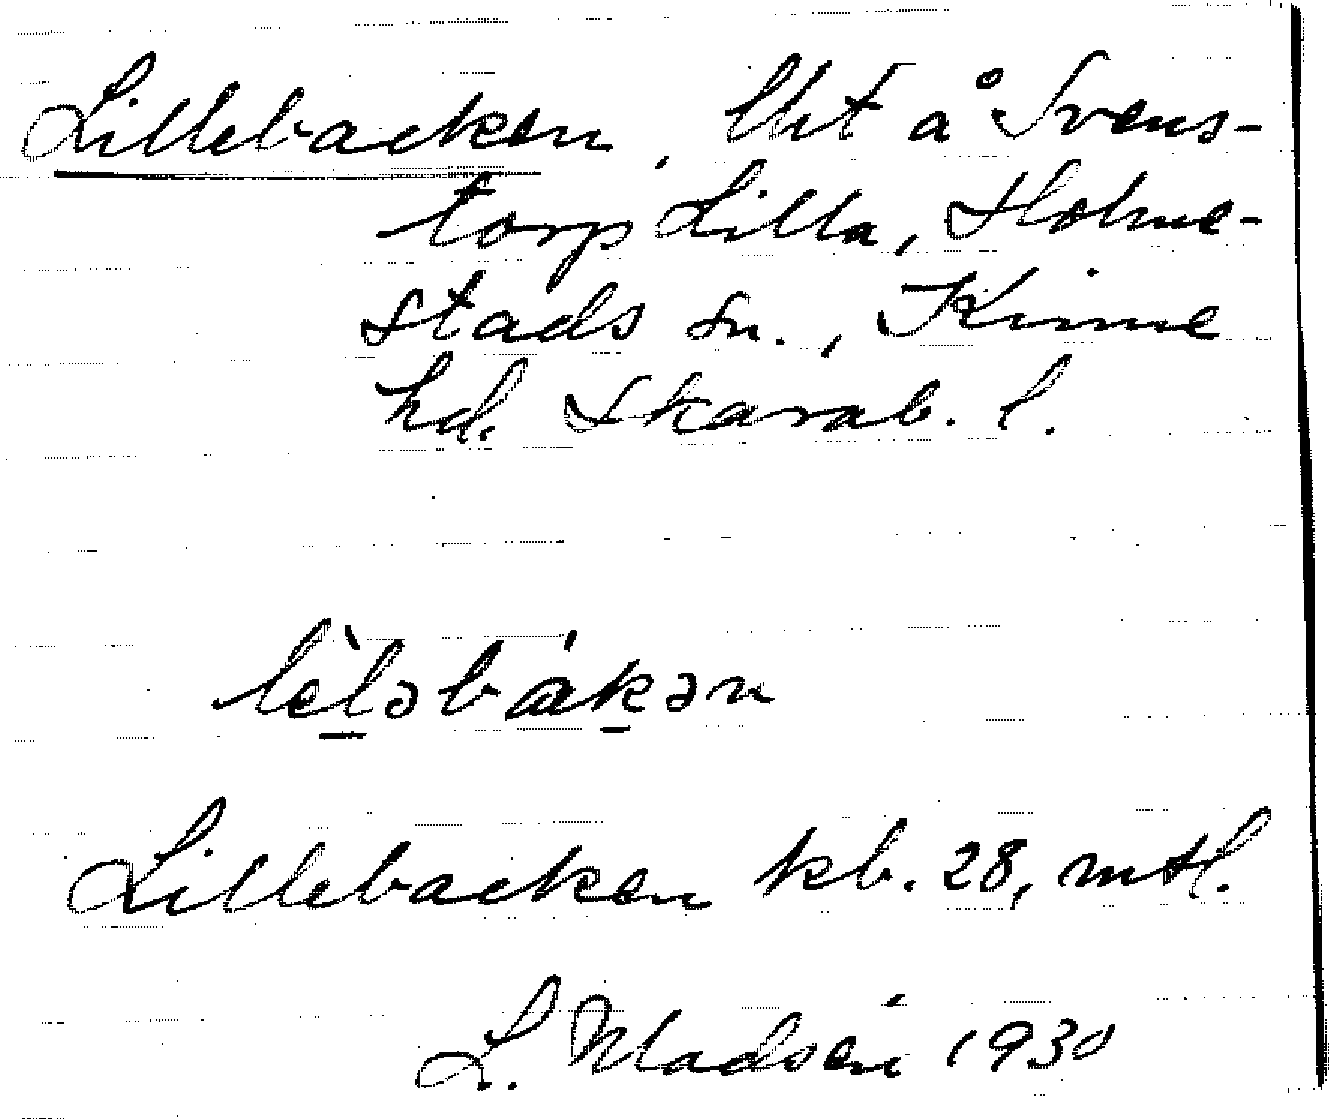 Lillebacken, lht å Svens-
torp Lilla, Holme-
stads sn., Kinne
hd. Skarab. l.
lèləbákən
Lillebacken kb. 28, mtl.
L. Madsén 1930